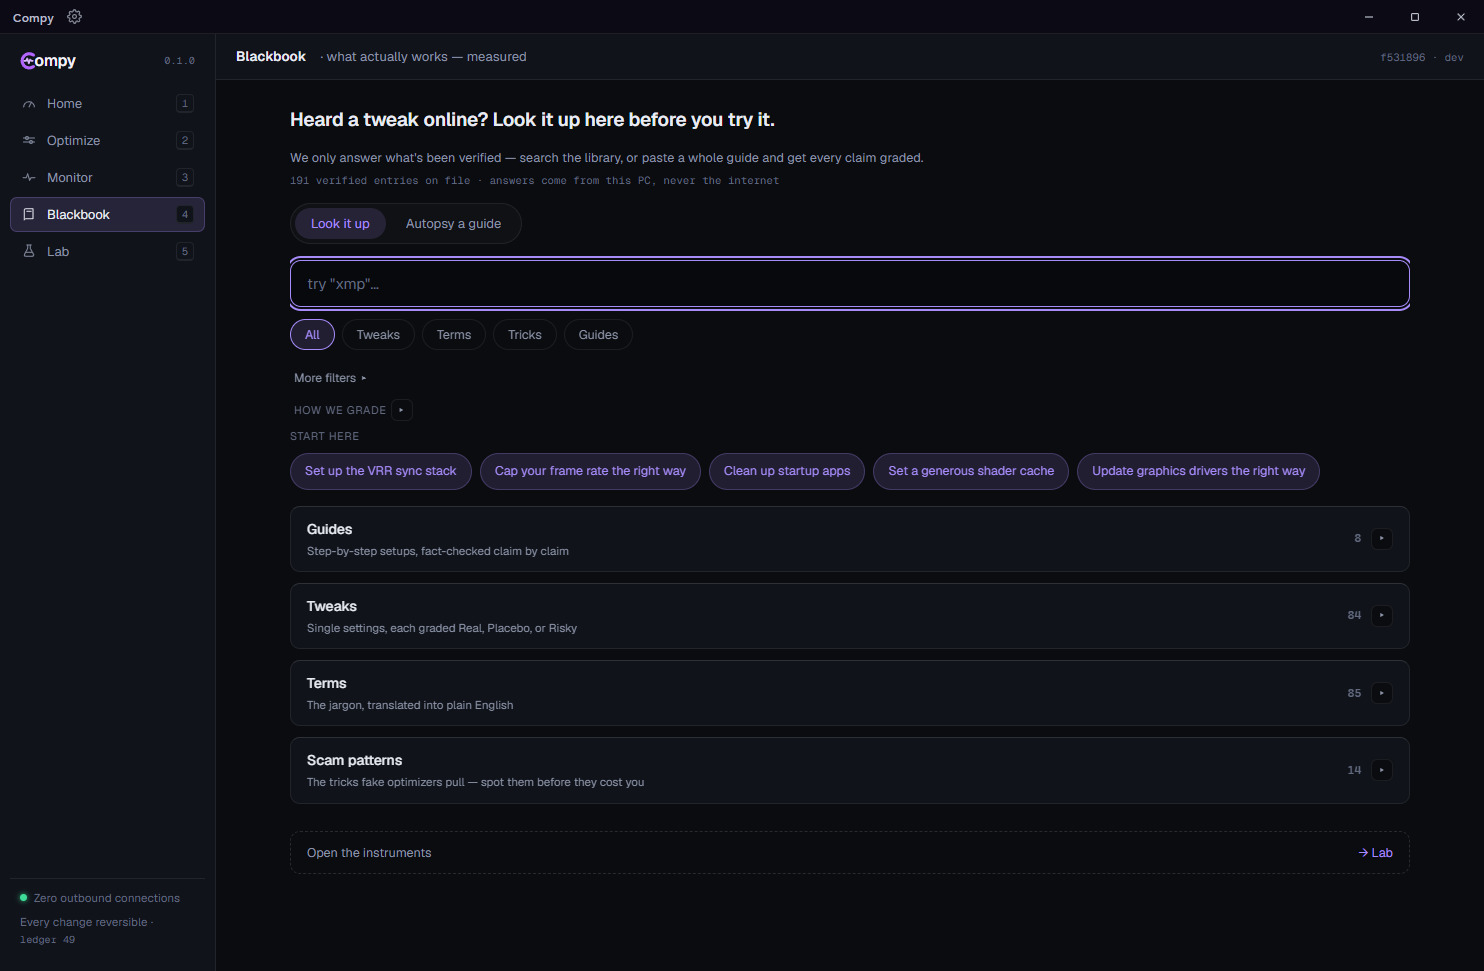 Compy
Compy 0.1.0
Home 1
Optimize 2
Monitor 3
Blackbook 4
Lab 5
Zero outbound connections
Every change reversible ·
ledger 49
Blackbook · what actually works — measured
f531896 · dev
Heard a tweak online? Look it up here before you try it.
We only answer what's been verified — search the library, or paste a whole guide and get every claim graded.
191 verified entries on file · answers come from this PC, never the internet
Look it up Autopsy a guide
try "xmp"...
All Tweaks Terms Tricks Guides
More filters ▸
HOW WE GRADE ▸
START HERE
Set up the VRR sync stack Cap your frame rate the right way Clean up startup apps Set a generous shader cache Update graphics drivers the right way
Guides
Step-by-step setups, fact-checked claim by claim
8 ▸
Tweaks
Single settings, each graded Real, Placebo, or Risky
84 ▸
Terms
The jargon, translated into plain English
85 ▸
Scam patterns
The tricks fake optimizers pull — spot them before they cost you
14 ▸
Open the instruments → Lab